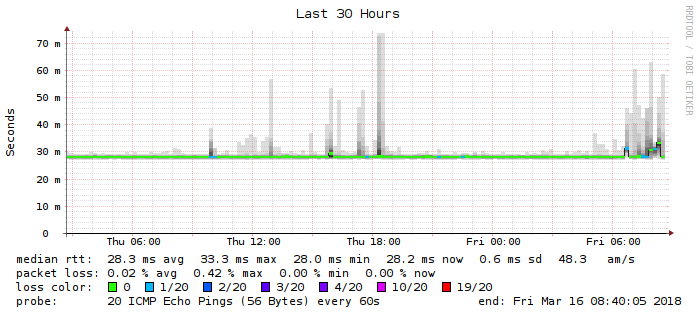 Last 30 Hours
RRDTOOL / TOBI OETIKER
Seconds
70 m
60 m
50 m
40 m
30 m
20 m
10 m
0
Thu 06:00 Thu 12:00 Thu 18:00 Fri 00:00 Fri 06:00
median rtt: 28.3 ms avg 33.3 ms max 28.0 ms min 28.2 ms now 0.6 ms sd 48.3 am/s
packet loss: 0.02 % avg 0.42 % max 0.00 % min 0.00 % now
loss color: 0 1/20 2/20 3/20 4/20 10/20 19/20
probe: 20 ICMP Echo Pings (56 Bytes) every 60s end: Fri Mar 16 08:40:05 2018